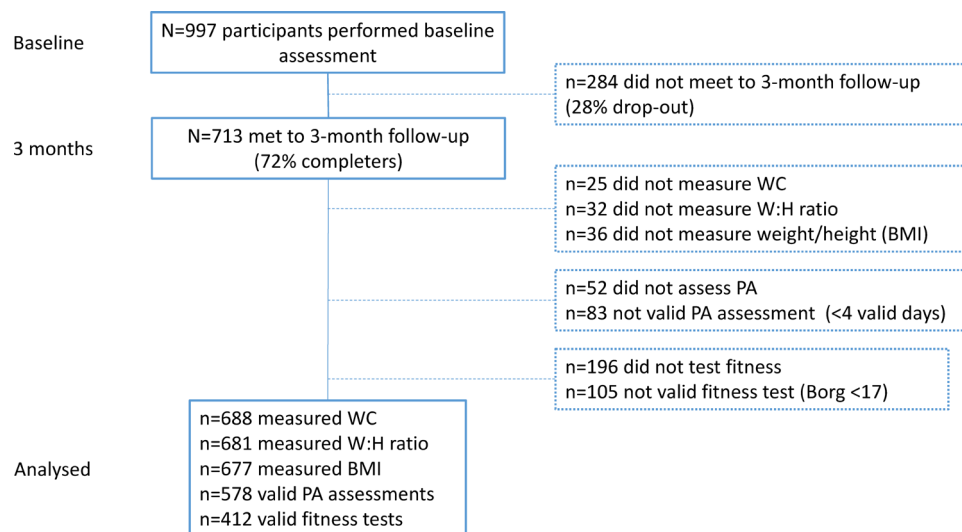 Baseline
N=997 participants performed baseline
assessment
n=284 did not meet to 3-month follow-up
(28% drop-out)
3 months
N=713 met to 3-month follow-up
(72% completers)
n=25 did not measure WC
n=32 did not measure W:H ratio
n=36 did not measure weight/height (BMI)
n=52 did not assess PA
n=83 not valid PA assessment (<4 valid days)
n=196 did not test fitness
n=105 not valid fitness test (Borg <17)
Analysed
n=688 measured WC
n=681 measured W:H ratio
n=677 measured BMI
n=578 valid PA assessments
n=412 valid fitness tests